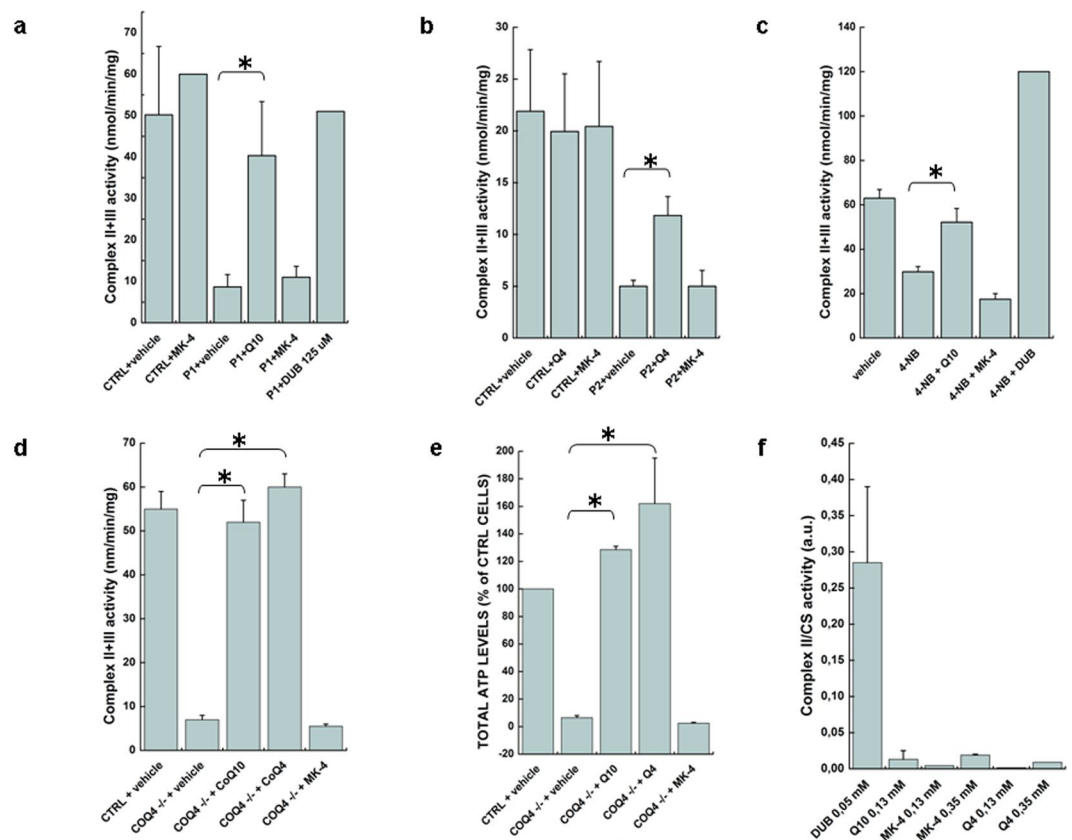 a
Complex II+III activity (nmol/min/mg)
70
60
50
40
30
20
10
0
*
CTRL+vehicle
CTRL+MK-4
P1+vehicle
P1+Q10
P1+MK-4
P1+DUB 125 uM
b
Complex II+III activity (nmol/min/mg)
30
25
20
15
10
5
0
*
CTRL+vehicle
CTRL+Q4
CTRL+MK-4
P2+vehicle
P2+Q4
P2+MK-4
c
Complex II+III activity (nmol/min/mg)
140
120
100
80
60
40
20
0
*
vehicle
4-NB
4-NB + Q10
4-NB + MK-4
4-NB + DUB
d
Complex II+III activity (nm/min/mg)
70
60
50
40
30
20
10
0
*
*
CTRL + vehicle
COQ4 -/- + vehicle
COQ4 -/- + CoQ10
COQ4 -/- + CoQ4
COQ4 -/- + MK-4
e
TOTAL ATP LEVELS (% of CTRL CELLS)
200
180
160
140
120
100
80
60
40
20
0
-20
*
*
CTRL + vehicle
COQ4 -/- + vehicle
COQ4 -/- + Q10
COQ4 -/- + Q4
COQ4 -/- + MK-4
f
Complex II/CS activity (a.u.)
0,45
0,40
0,35
0,30
0,25
0,20
0,15
0,10
0,05
0,00
DUB 0,05 mM
Q10 0,13 mM
MK-4 0,13 mM
MK-4 0,35 mM
Q4 0,13 mM
Q4 0,35 mM